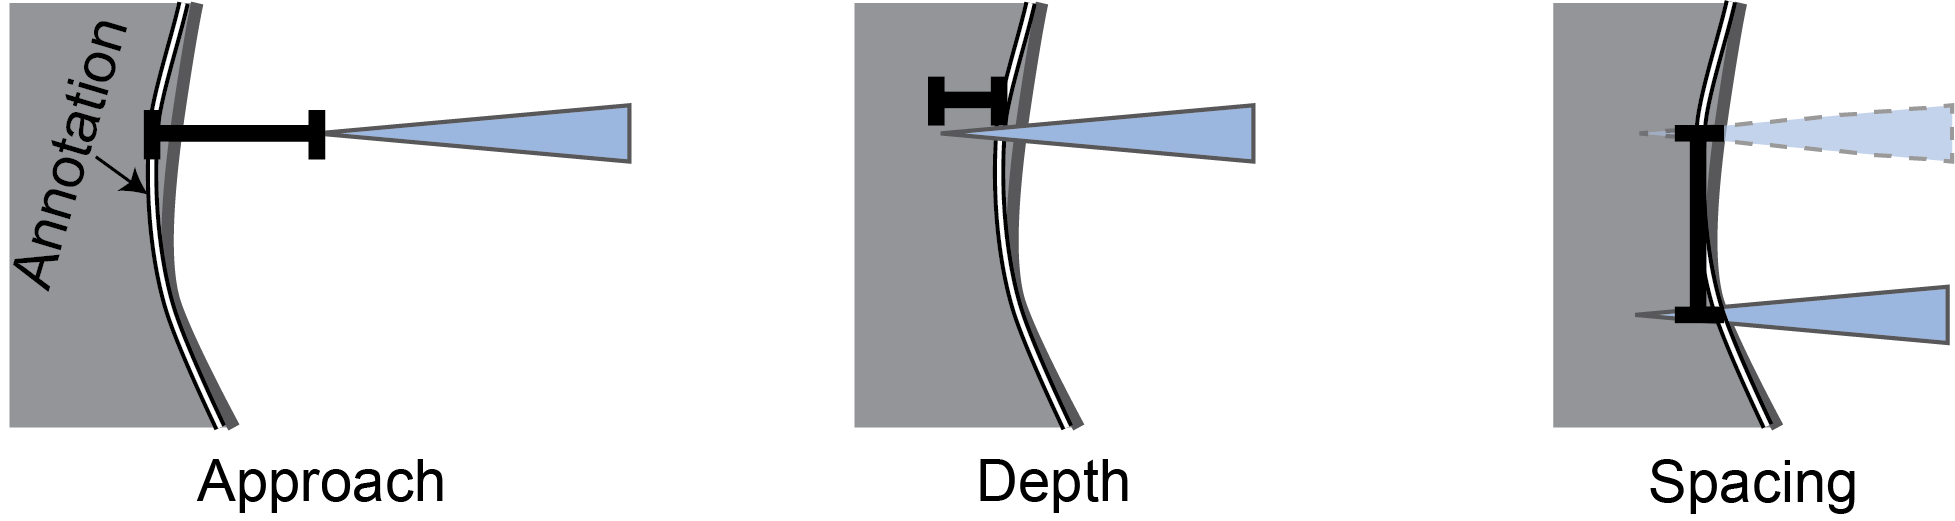 Annotation
Approach
Depth
Spacing